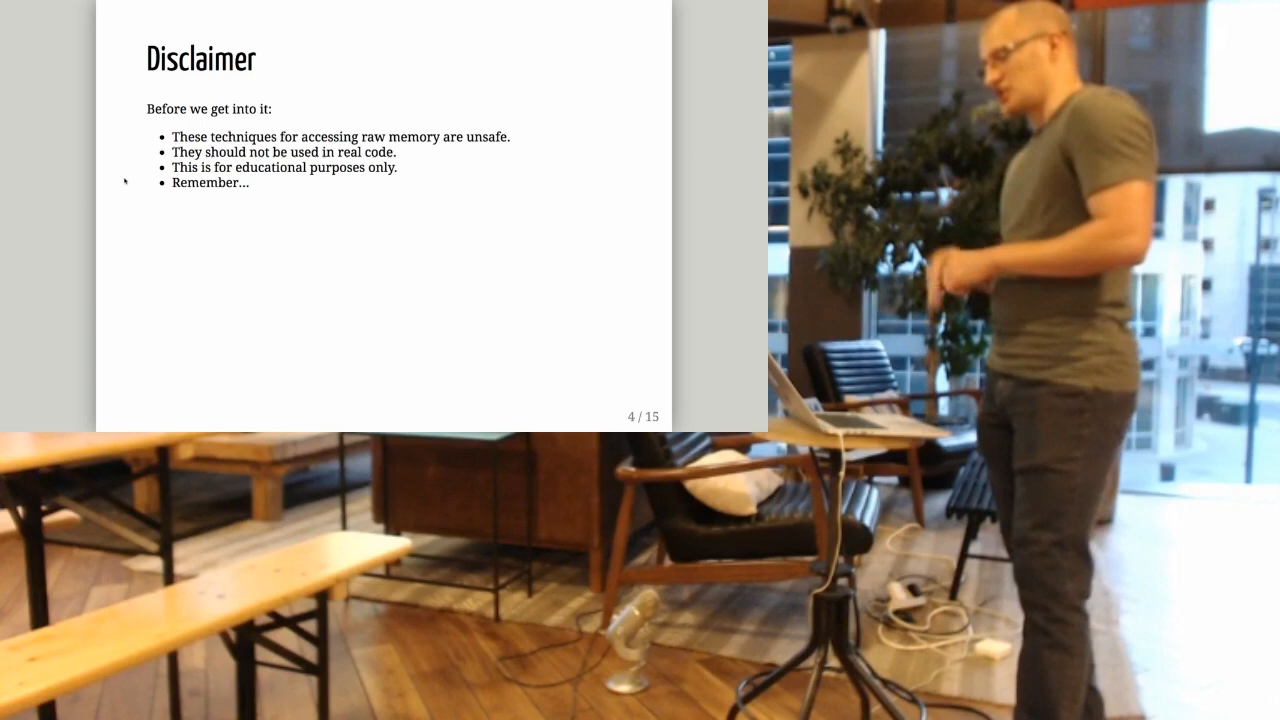 Disclaimer
Before we get into it:
These techniques for accessing raw memory are unsafe.
They should not be used in real code.
This is for educational purposes only.
Remember...
4 / 15